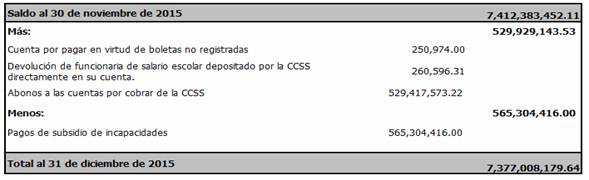 Saldo al 30 de noviembre de 2015 7,412,383,452.11
Más: 529,929,143.53
Cuenta por pagar en virtud de boletas no registradas 250,974.00
Devolución de funcionaria de salario escolar depositado por la CCSS
directamente en su cuenta. 260,596.31
Abonos a las cuentas por cobrar de la CCSS 529,417,573.22
Menos: 565,304,416.00
Pagos de subsidio de incapacidades 565,304,416.00
Total al 31 de diciembre de 2015 7,377,008,179.64